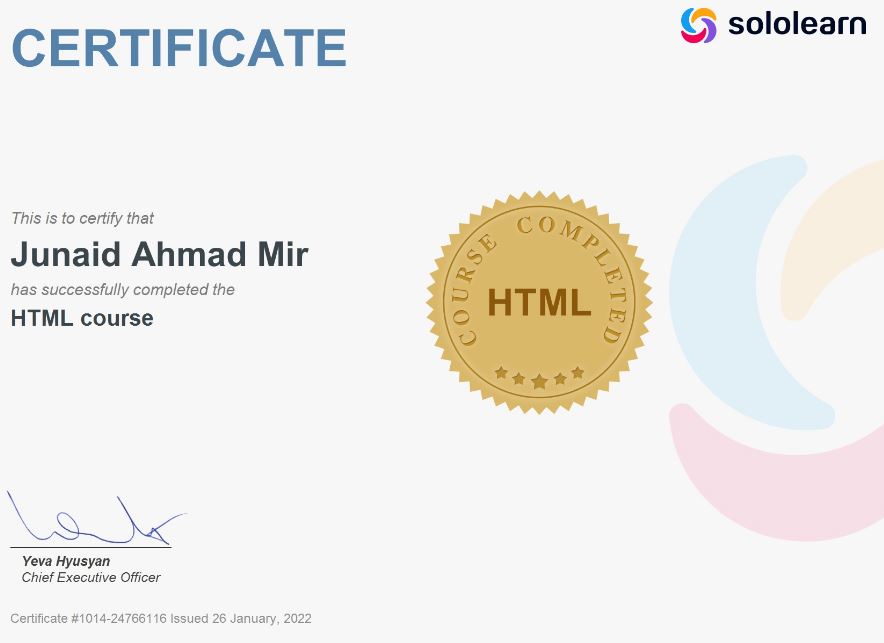 CERTIFICATE
sololearn
This is to certify that
Junaid Ahmad Mir
has successfully completed the
HTML course
COURSE COMPLETED
HTML
Yeva Hyusyan
Chief Executive Officer
Certificate #1014-24766116 Issued 26 January, 2022